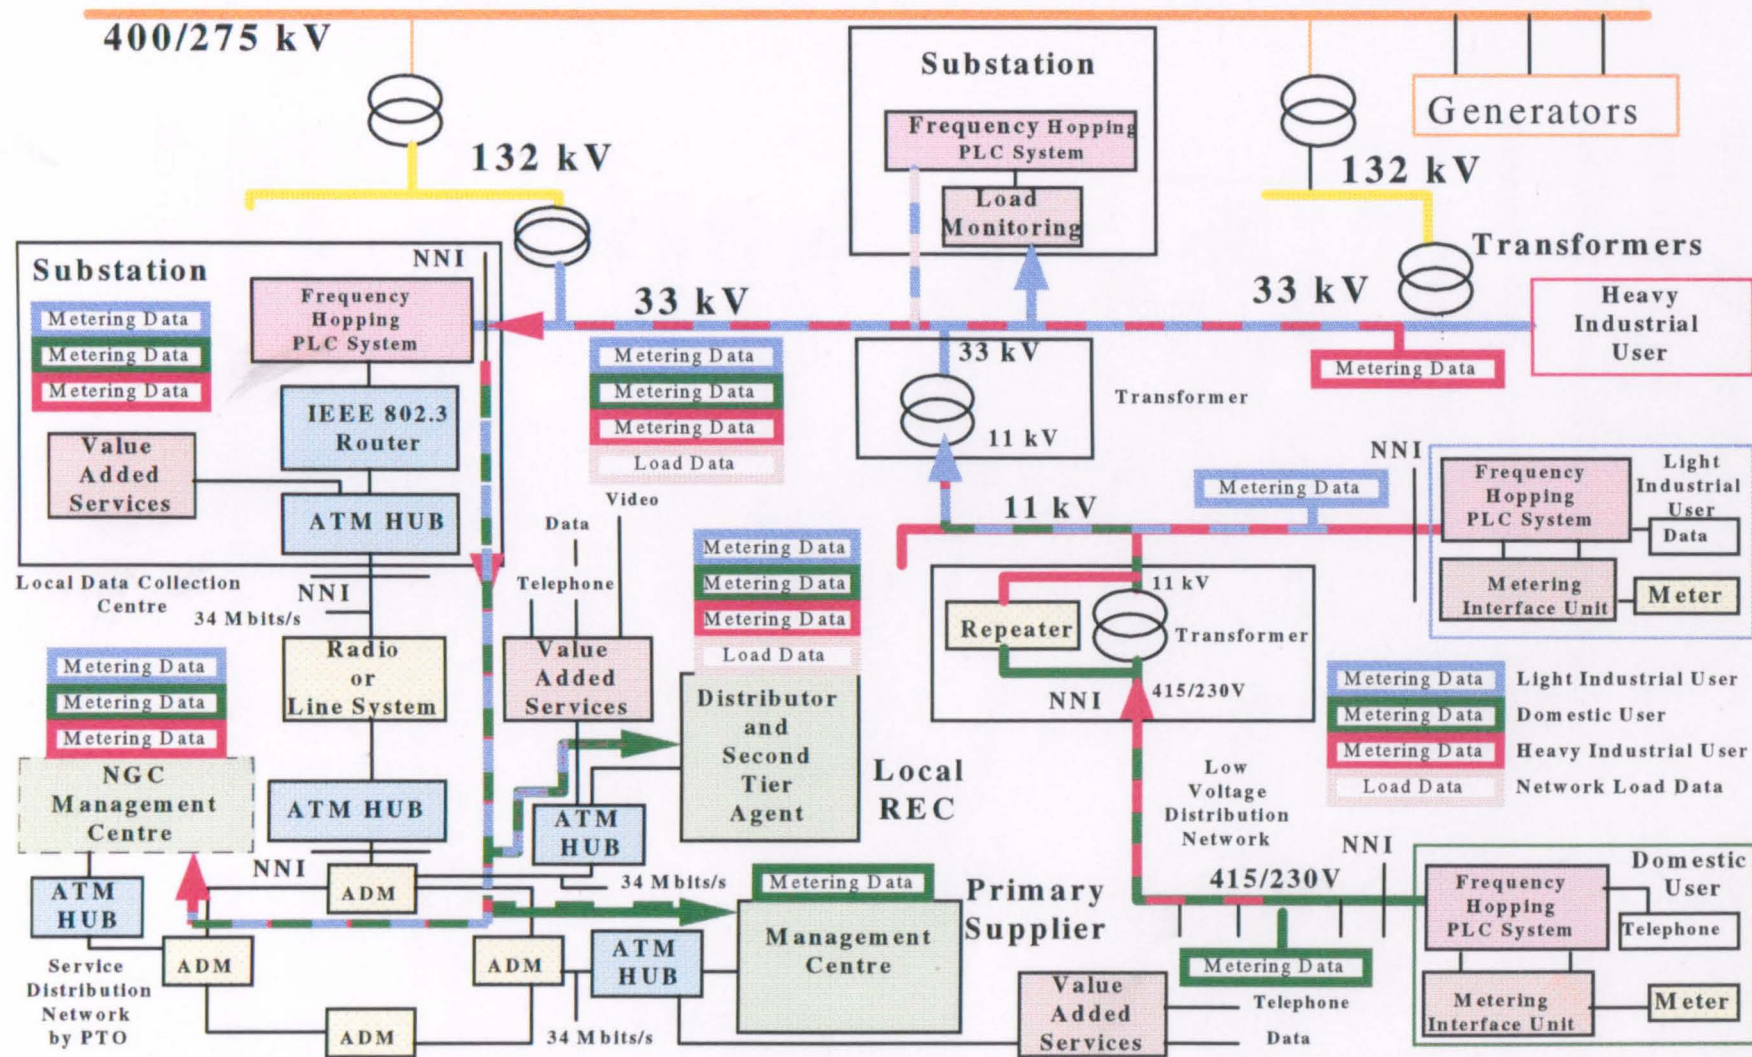 400/275 kV
Substation
Generators
Frequency Hopping
PLC System
132 kV
132 kV
Load
Monitoring
Transformers
Substation
NNI
Frequency
Hopping
PLC System
33 kV
33 kV
Heavy
Industrial
User
Metering Data
Metering Data
Metering Data
Metering Data
Metering Data
Metering Data
Load Data
33 kV
11 kV
Transformer
Metering Data
IEEE 802.3
Router
Value
Added
Services
ATM HUB
Video
Data
Telephone
11 kV
Metering Data
NNI
Frequency
Hopping
PLC System
Light
Industrial
User
Data
Metering
Interface Unit
Meter
Local Data Collection
Centre
NNI
34 Mbits/s
Metering Data
Metering Data
Metering Data
Load Data
11 kV
Repeater
Transformer
NNI
415/230V
Radio
or
Line System
Value
Added
Services
Distributor
and
Second
Tier
Agent
Local
REC
Metering Data
Metering Data
Metering Data
NGC
Management
Centre
Metering Data
Light Industrial User
Metering Data
Domestic User
Metering Data
Heavy Industrial User
Load Data
Network Load Data
Low
Voltage
Distribution
Network
ATM HUB
ATM
HUB
NNI
ADM
34 Mbits/s
ATM
HUB
Metering Data
Primary
Supplier
Management
Centre
415/230V
NNI
Metering Data
Frequency
Hopping
PLC System
Domestic
User
Telephone
Metering
Interface Unit
Meter
ADM
ADM
ATM
HUB
Service
Distribution
Network
by PTO
ADM
34 Mbits/s
Value
Added
Services
Telephone
Data